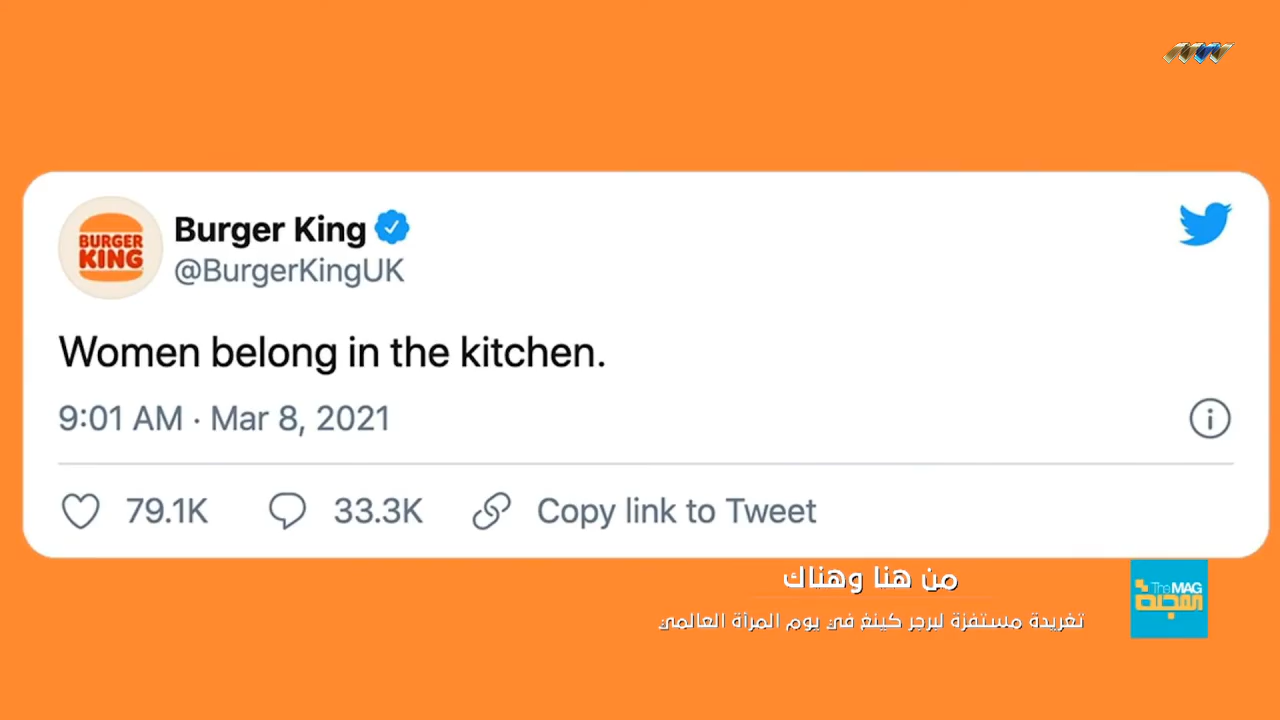 BURGER
KING
Burger King
@BurgerKingUK
Women belong in the kitchen.
9:01 AM · Mar 8, 2021
79.1K 33.3K Copy link to Tweet
من هنا وهناك
تغريدة مستفزة لبرجر كينغ في يوم المرأة العالمي
The MAG
المجلة